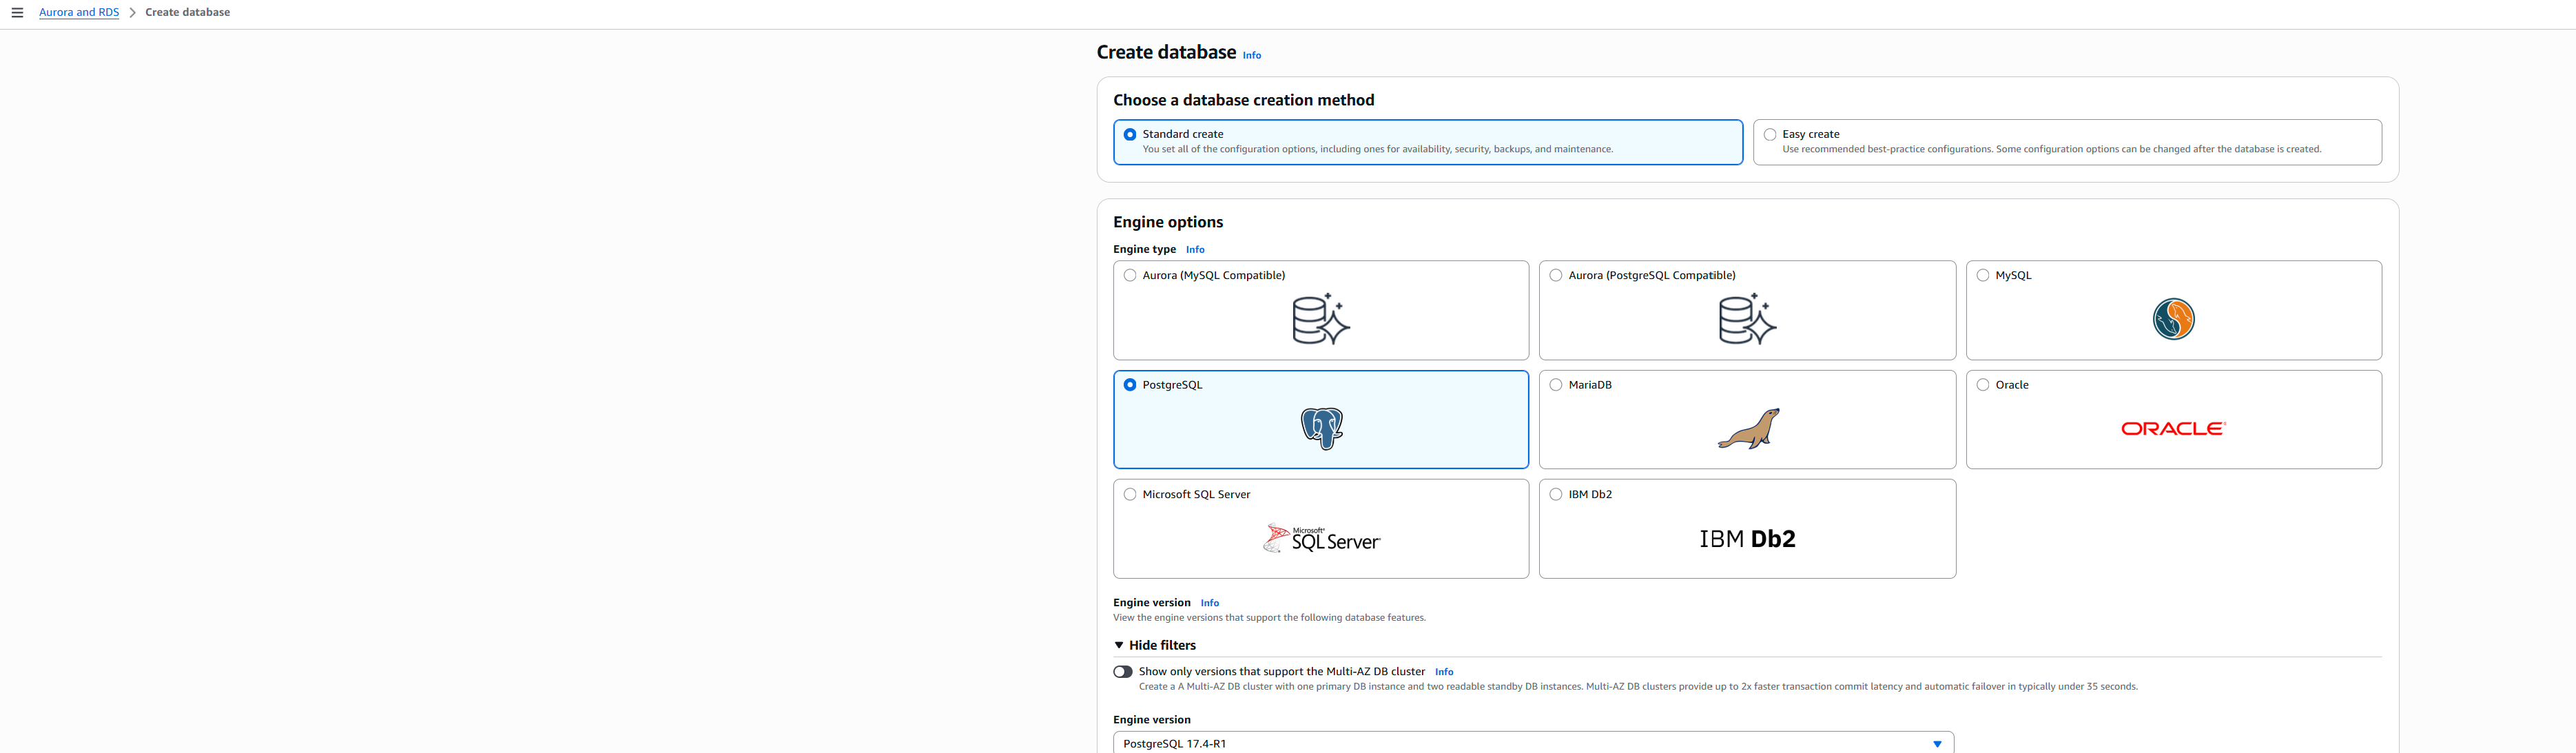 Aurora and RDS > Create database
Create database Info
Choose a database creation method
Standard create
You set all of the configuration options, including ones for availability, security, backups, and maintenance.
Easy create
Use recommended best-practice configurations. Some configuration options can be changed after the database is created.
Engine options
Engine type Info
Aurora (MySQL Compatible)
Aurora (PostgreSQL Compatible)
MySQL
PostgreSQL
MariaDB
Oracle
ORACLE
Microsoft SQL Server
Microsoft
SQL Server
IBM Db2
IBM Db2
Engine version Info
View the engine versions that support the following database features.
Hide filters
Show only versions that support the Multi-AZ DB cluster Info
Create a A Multi-AZ DB cluster with one primary DB instance and two readable standby DB instances. Multi-AZ DB clusters provide up to 2x faster transaction commit latency and automatic failover in typically under 35 seconds.
Engine version
PostgreSQL 17.4-R1